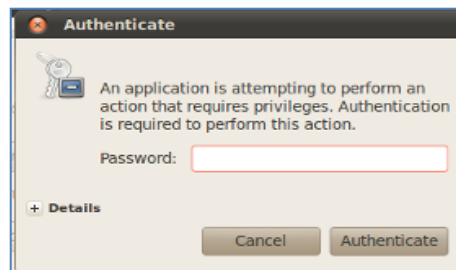 Authenticate
An application is attempting to perform an
action that requires privileges. Authentication
is required to perform this action.
Password:
+ Details
Cancel Authenticate